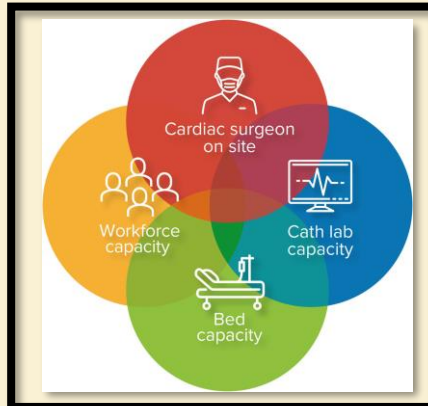 Cardiac surgeon
on site
Workforce
capacity
Cath lab
capacity
Bed
capacity